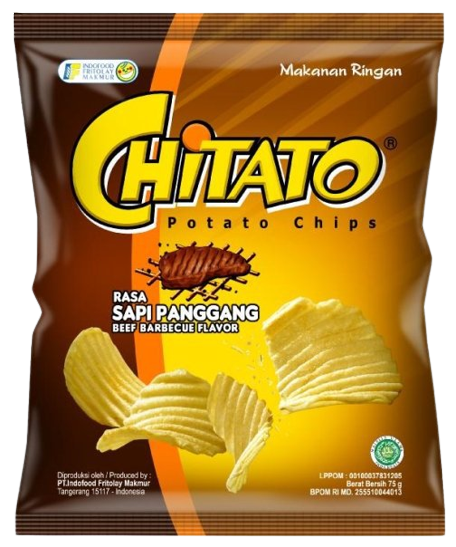 INDOFOOD
FRITOLAY
MAKMUR
Makanan Ringan
CHITATO®
Potato Chips
RASA
SAPI PANGGANG
BEEF BARBECUE FLAVOR
Diproduksi oleh / Produced by :
PT.Indofood Fritolay Makmur
Tangerang 15117 - Indonesia
LPPOM : 00100037831205
Berat Bersih 75 g
BPOM RI MD. 255510044013